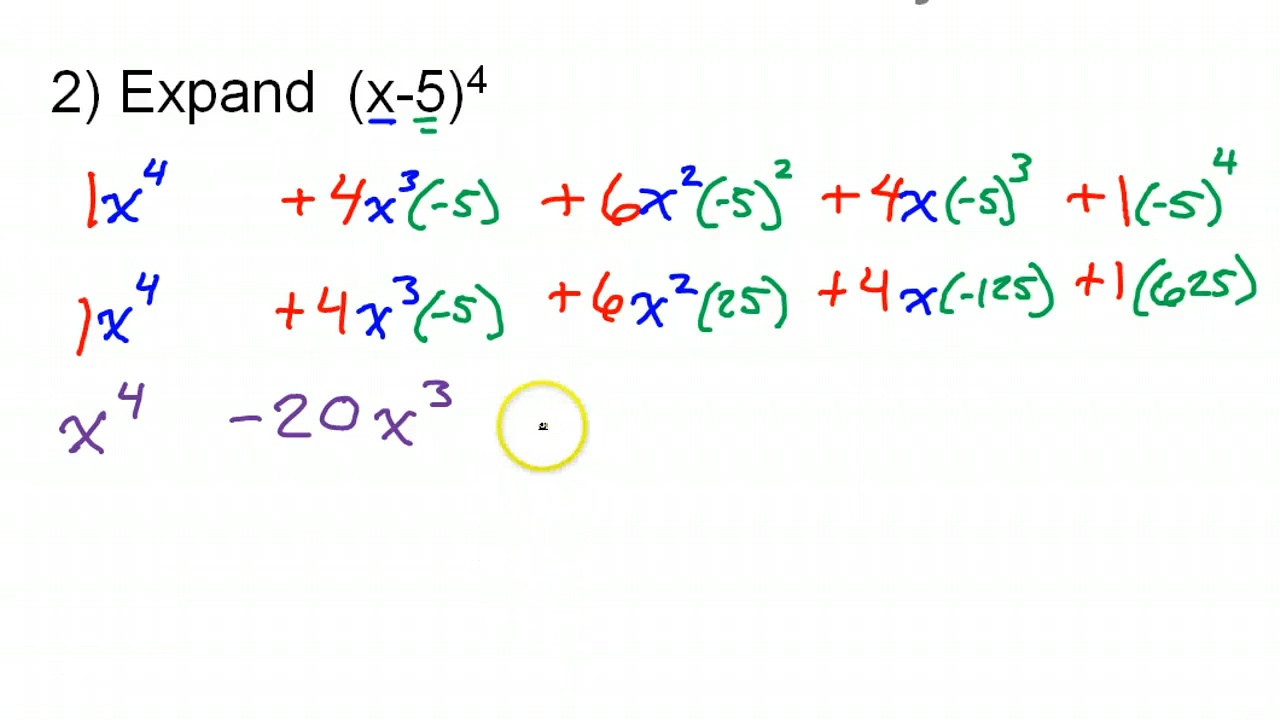 2) Expand (x-5)⁴
1x⁴ +4x³(-5) +6x²(-5)² +4x(-5)³ +1(-5)⁴
1x⁴ +4x³(-5) +6x²(25) +4x(-125) +1(625)
x⁴ -20x³